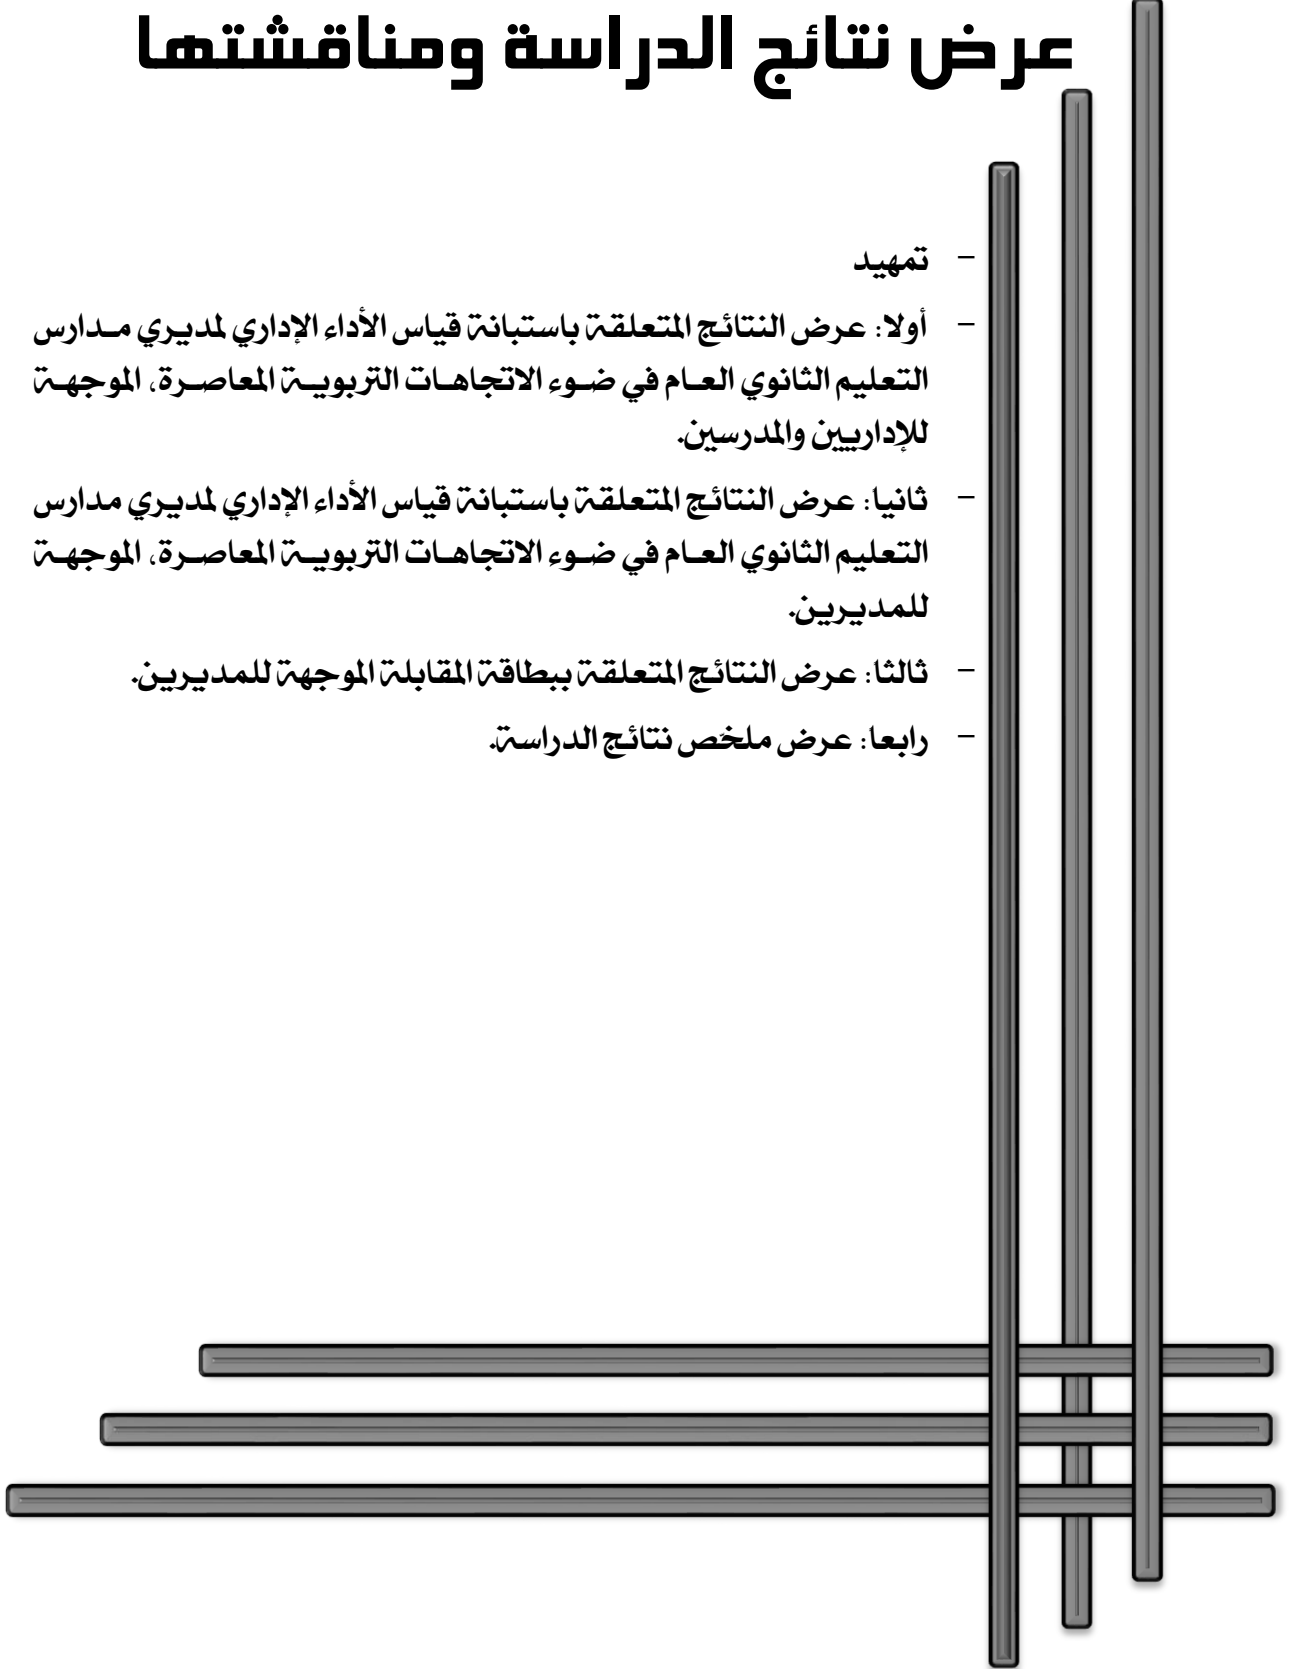 عرض نتائج الدراسة ومناقشتها
- تمهيد
- أولا: عرض النتائج المتعلقة باستبانة قياس الأداء الإداري لمديري مدارس
التعليم الثانوي العام في ضوء الاتجاهات التربوية المعاصرة، الموجهة
للإداريين والمدرسين.
- ثانيا: عرض النتائج المتعلقة باستبانة قياس الأداء الإداري لمديري مدارس
التعليم الثانوي العام في ضوء الاتجاهات التربوية المعاصرة، الموجهة
للمديرين.
- ثالثا: عرض النتائج المتعلقة ببطاقة المقابلة الموجهة للمديرين.
- رابعا: عرض ملخص نتائج الدراسة.